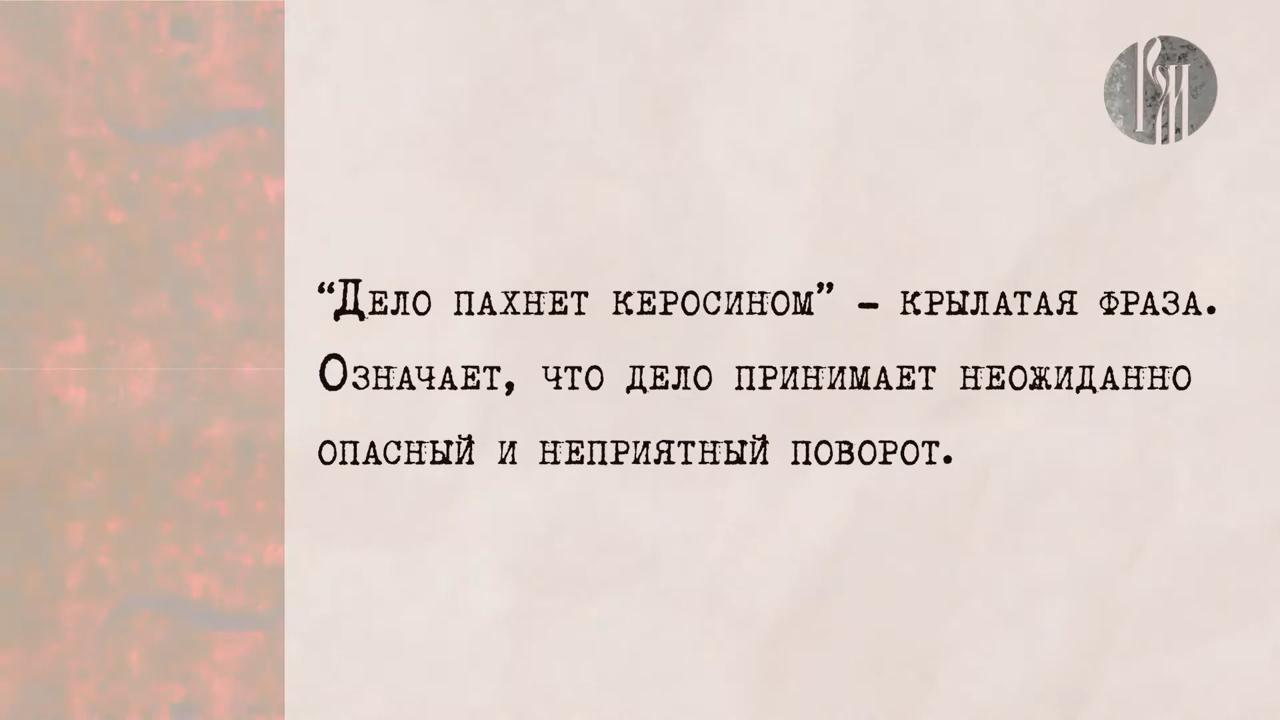 “Дело пахнет керосином” – крылатая фраза.
Означает, что дело принимает неожиданно
опасный и неприятный поворот.